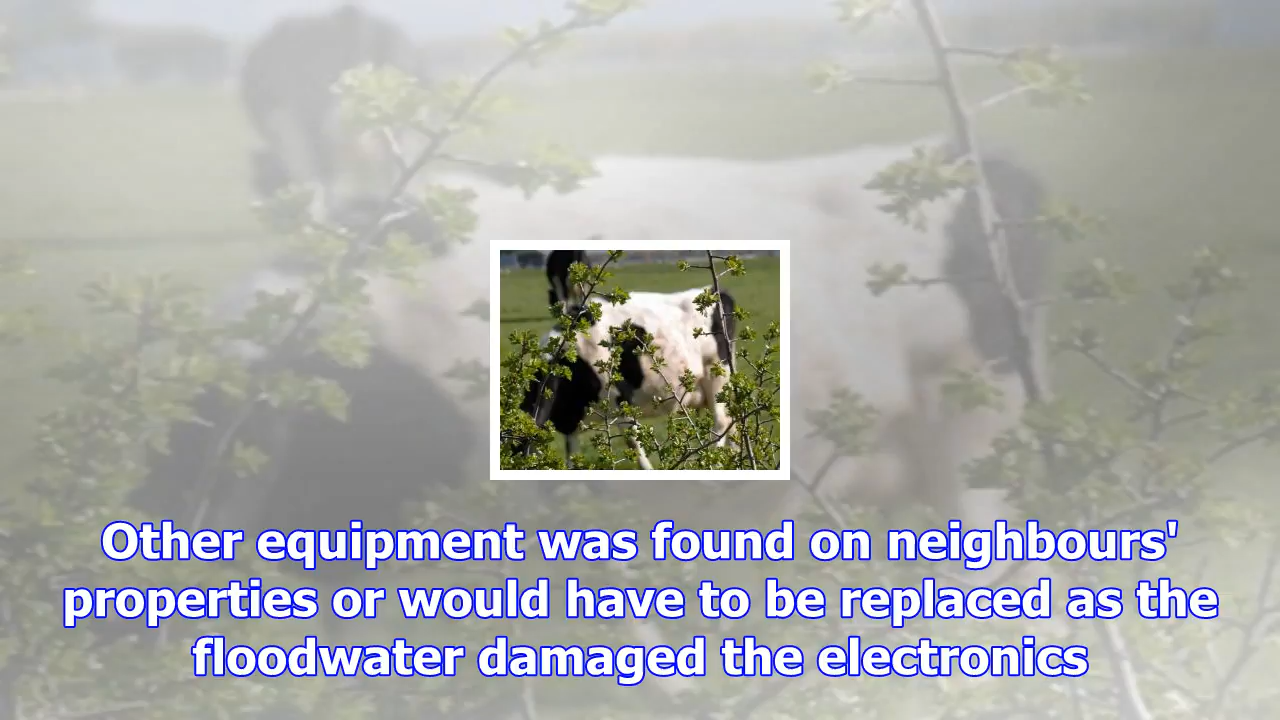 Other equipment was found on neighbours'
properties or would have to be replaced as the
floodwater damaged the electronics